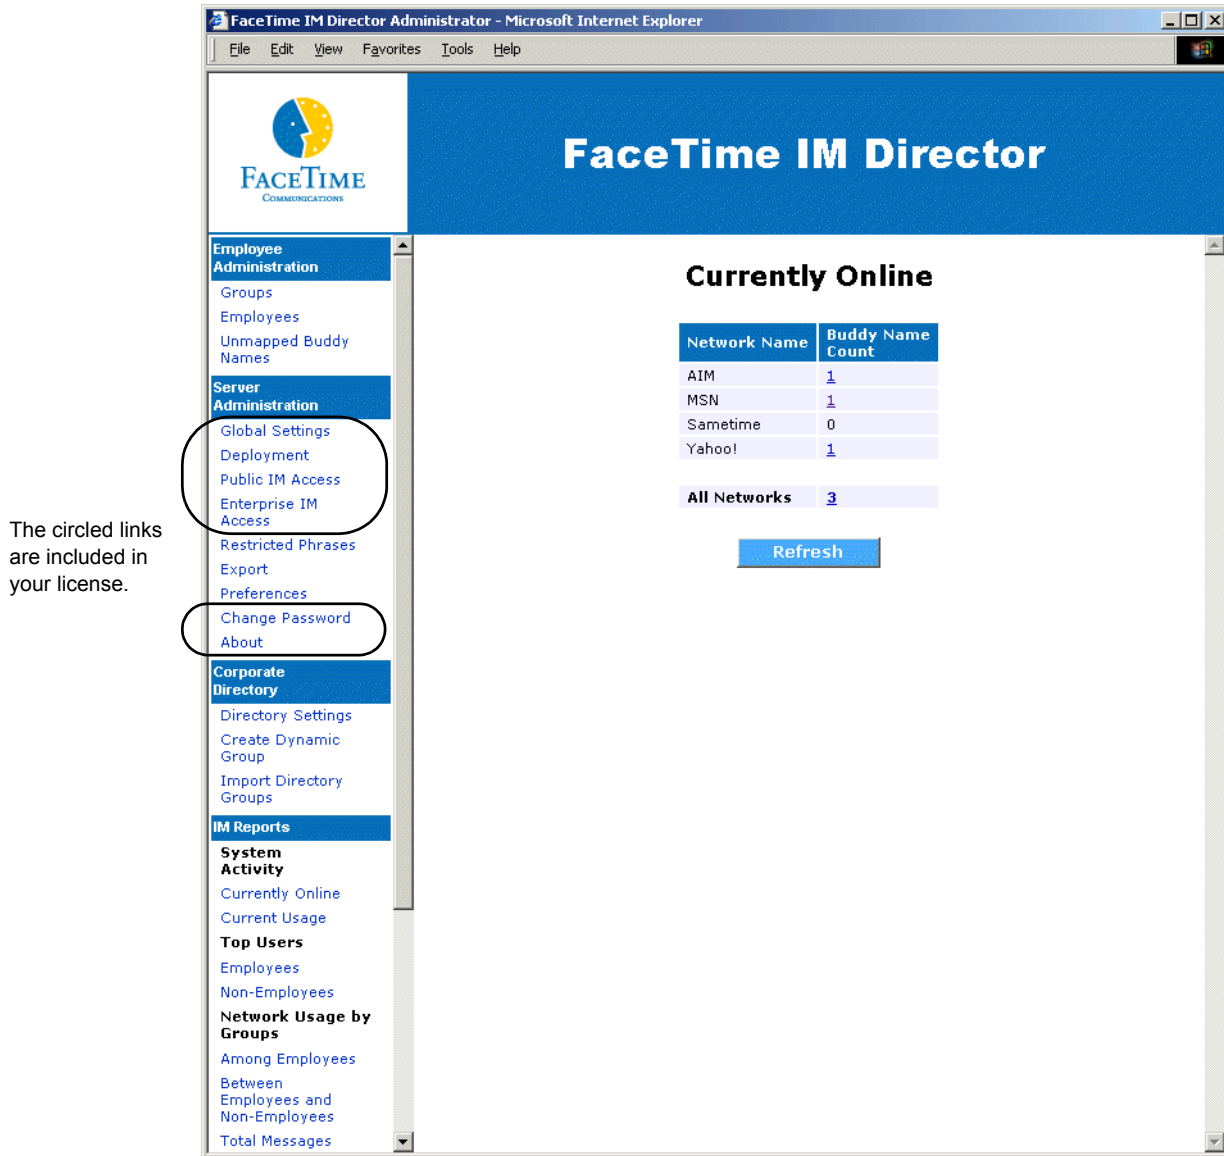 FaceTime IM Director Administrator - Microsoft Internet Explorer
File Edit View Favorites Tools Help
FACETIME
COMMUNICATIONS
FaceTime IM Director
Employee
Administration
Groups
Employees
Unmapped Buddy
Names
Server
Administration
Global Settings
Deployment
Public IM Access
Enterprise IM
Access
Restricted Phrases
Export
Preferences
Change Password
About
Corporate
Directory
Directory Settings
Create Dynamic
Group
Import Directory
Groups
IM Reports
System
Activity
Currently Online
Current Usage
Top Users
Employees
Non-Employees
Network Usage by
Groups
Among Employees
Between
Employees and
Non-Employees
Total Messages
The circled links
are included in
your license.
Currently Online
Network Name Buddy Name
Count
AIM 1
MSN 1
Sametime 0
Yahoo! 1
All Networks 3
Refresh